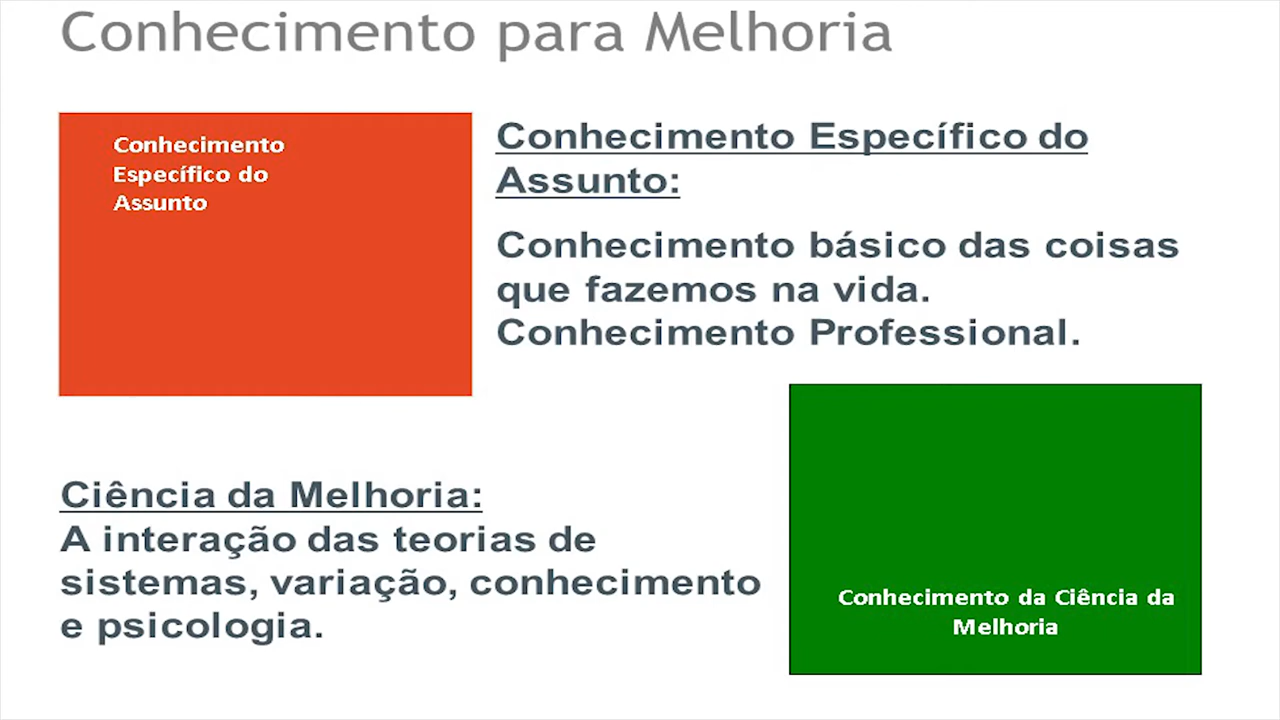 Conhecimento para Melhoria
Conhecimento
Específico do
Assunto
Conhecimento Específico do
Assunto:
Conhecimento básico das coisas
que fazemos na vida.
Conhecimento Professional.
Ciência da Melhoria:
A interação das teorias de
sistemas, variação, conhecimento
e psicologia.
Conhecimento da Ciência da
Melhoria